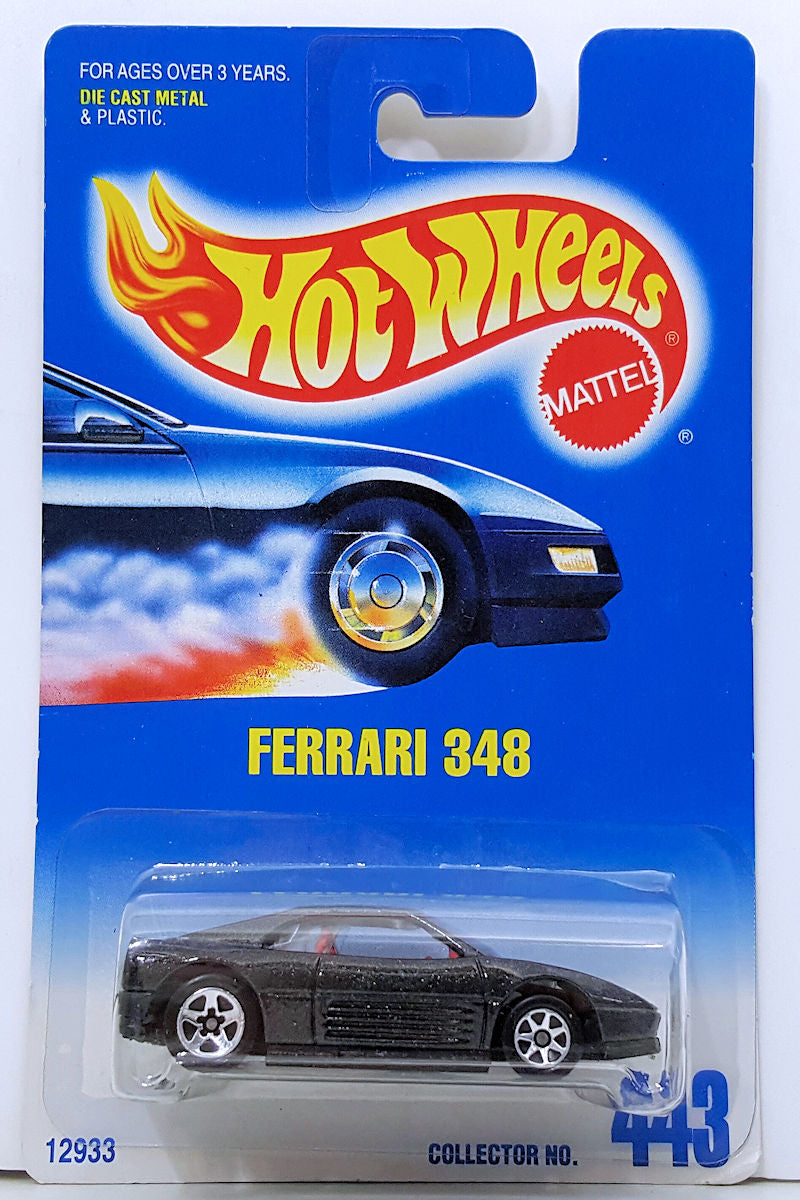 FOR AGES OVER 3 YEARS.
DIE CAST METAL
& PLASTIC.
HOT WHEELS ®
MATTEL
®
FERRARI 348
12933
COLLECTOR NO. 443